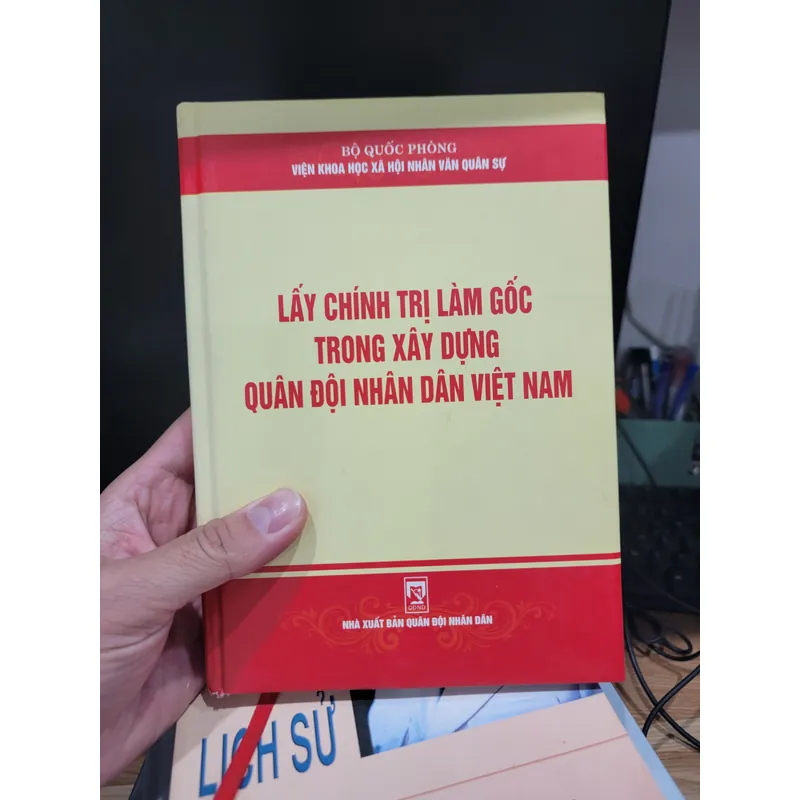 BỘ QUỐC PHÒNG
VIỆN KHOA HỌC XÃ HỘI NHÂN VĂN QUÂN SỰ
LẤY CHÍNH TRỊ LÀM GỐC
TRONG XÂY DỰNG
QUÂN ĐỘI NHÂN DÂN VIỆT NAM
QĐND
NHÀ XUẤT BẢN QUÂN ĐỘI NHÂN DÂN
LỊCH SỬ